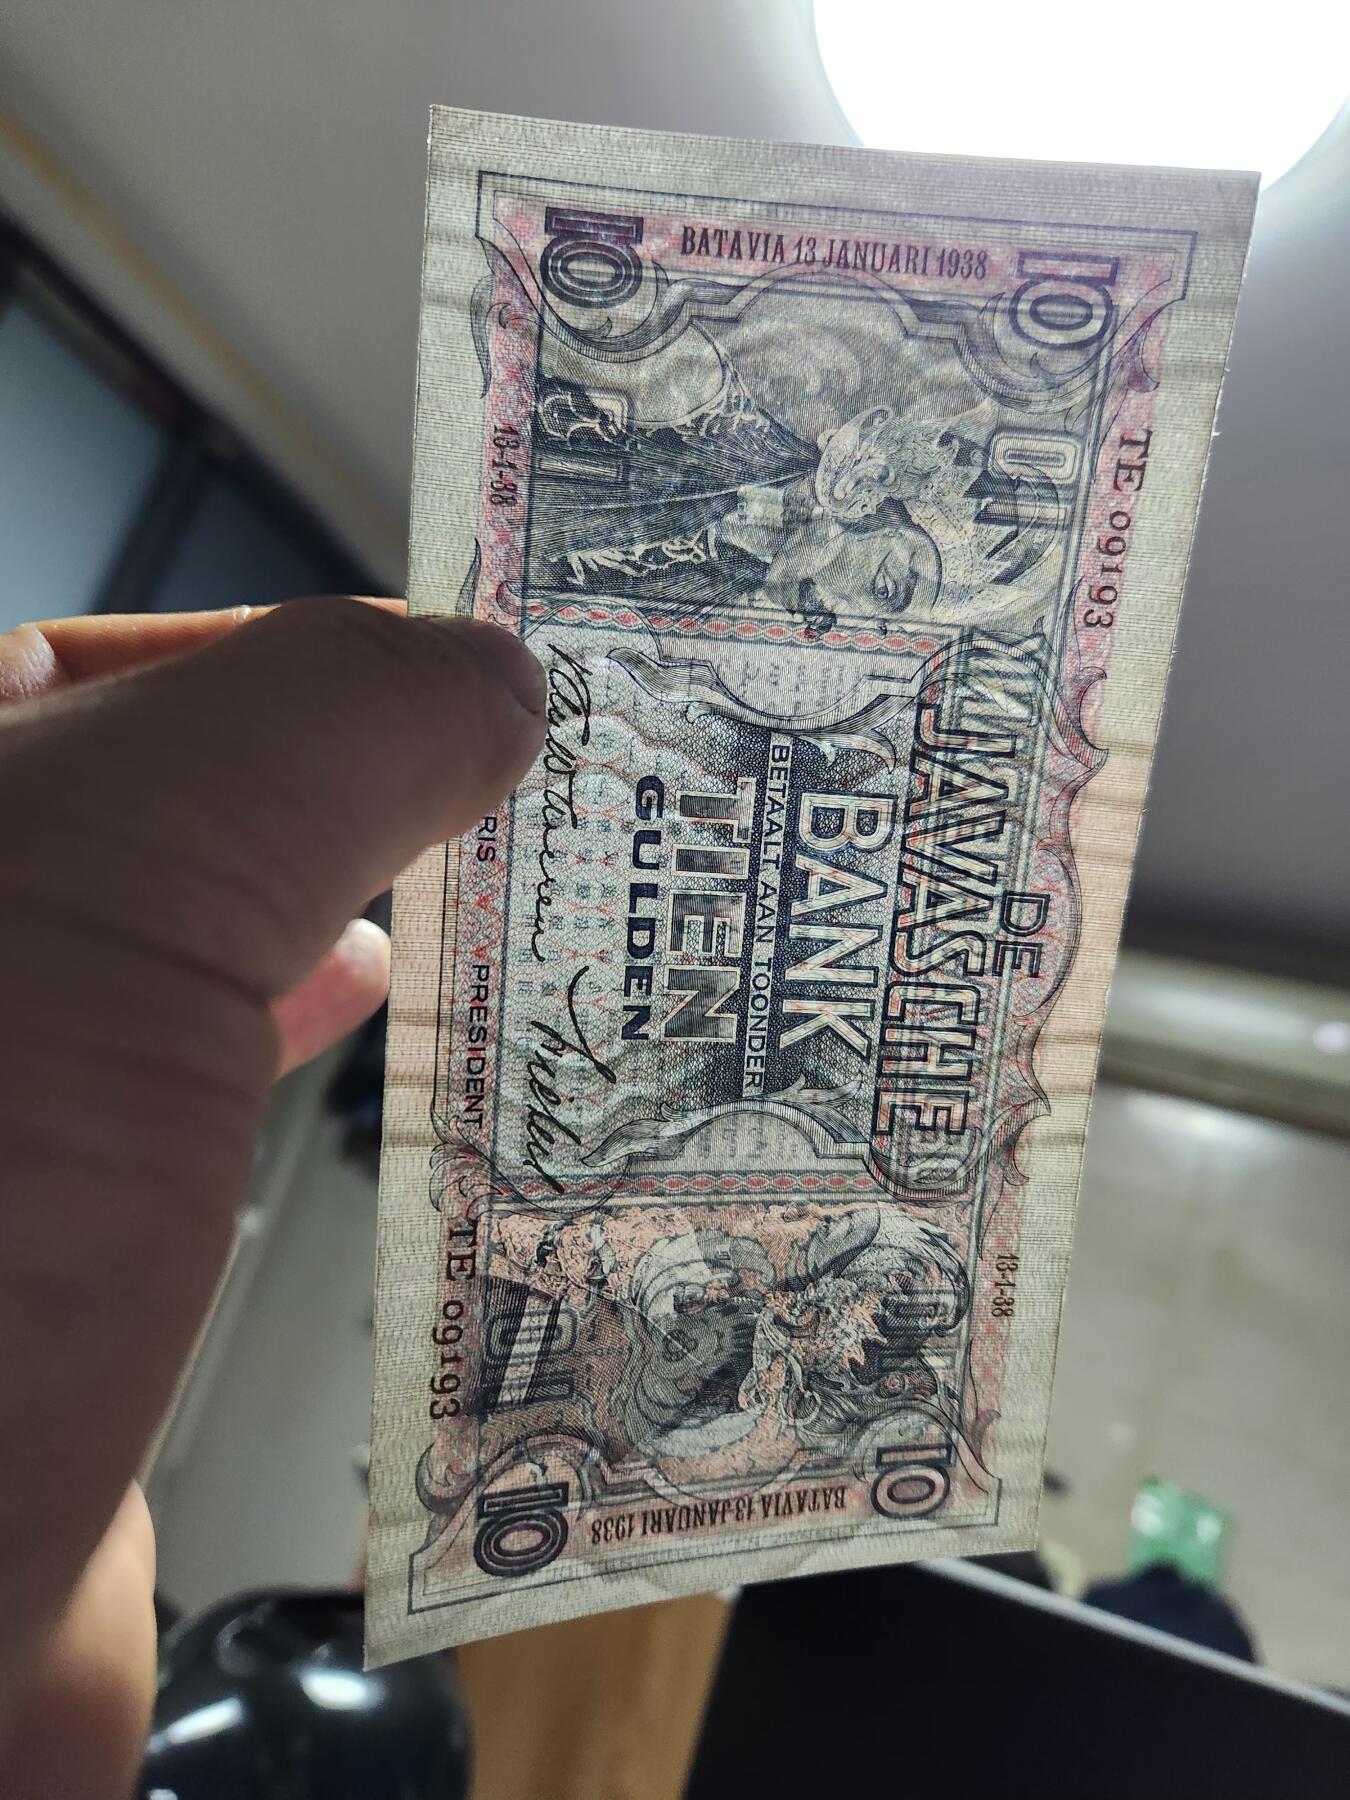 BATAVIA 13 JANUARI 1938
10
10
TE 09193
13-1-38
DE
JAVASCHE
BANK
BETAALT AAN TOONDER
TIEN
GULDEN
PRESIDENT
TE 09193
13-1-38
10
10
BATAVIA 13 JANUARI 1938